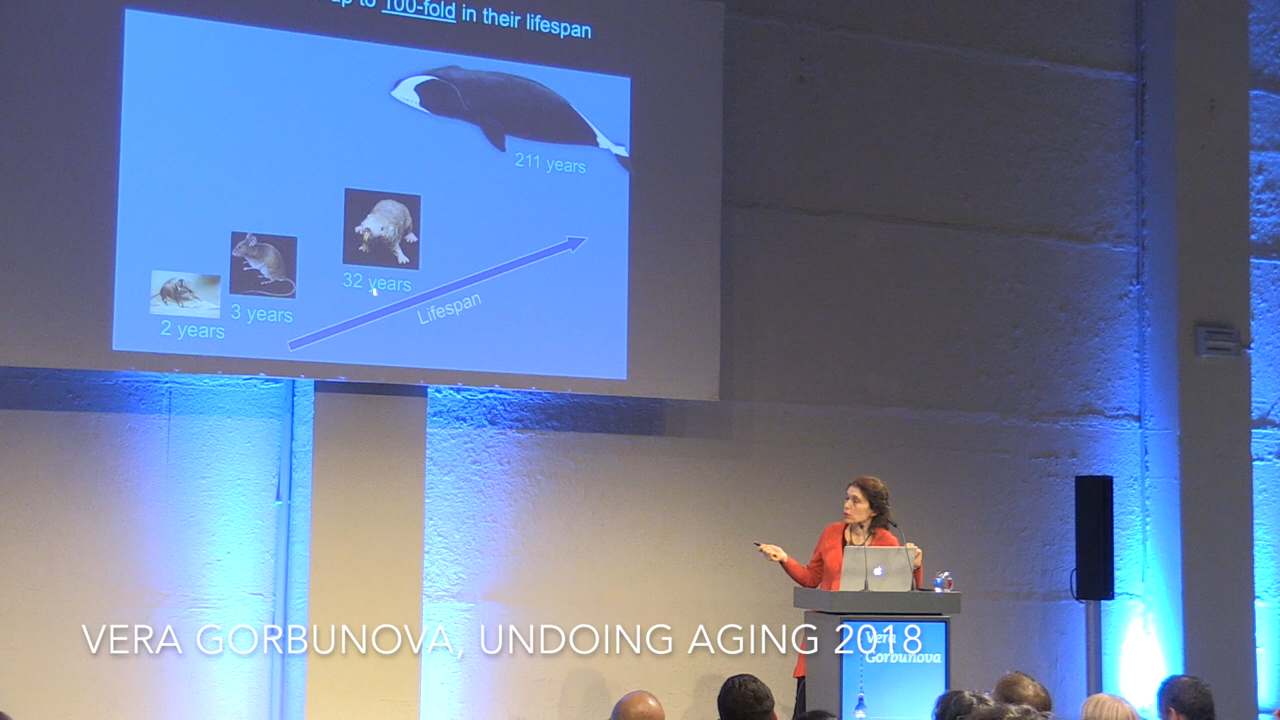 up to 100-fold in their lifespan
211 years
32 years
3 years
2 years
Lifespan
VERA GORBUNOVA, UNDOING AGING 2018
Vera
Gorbunova